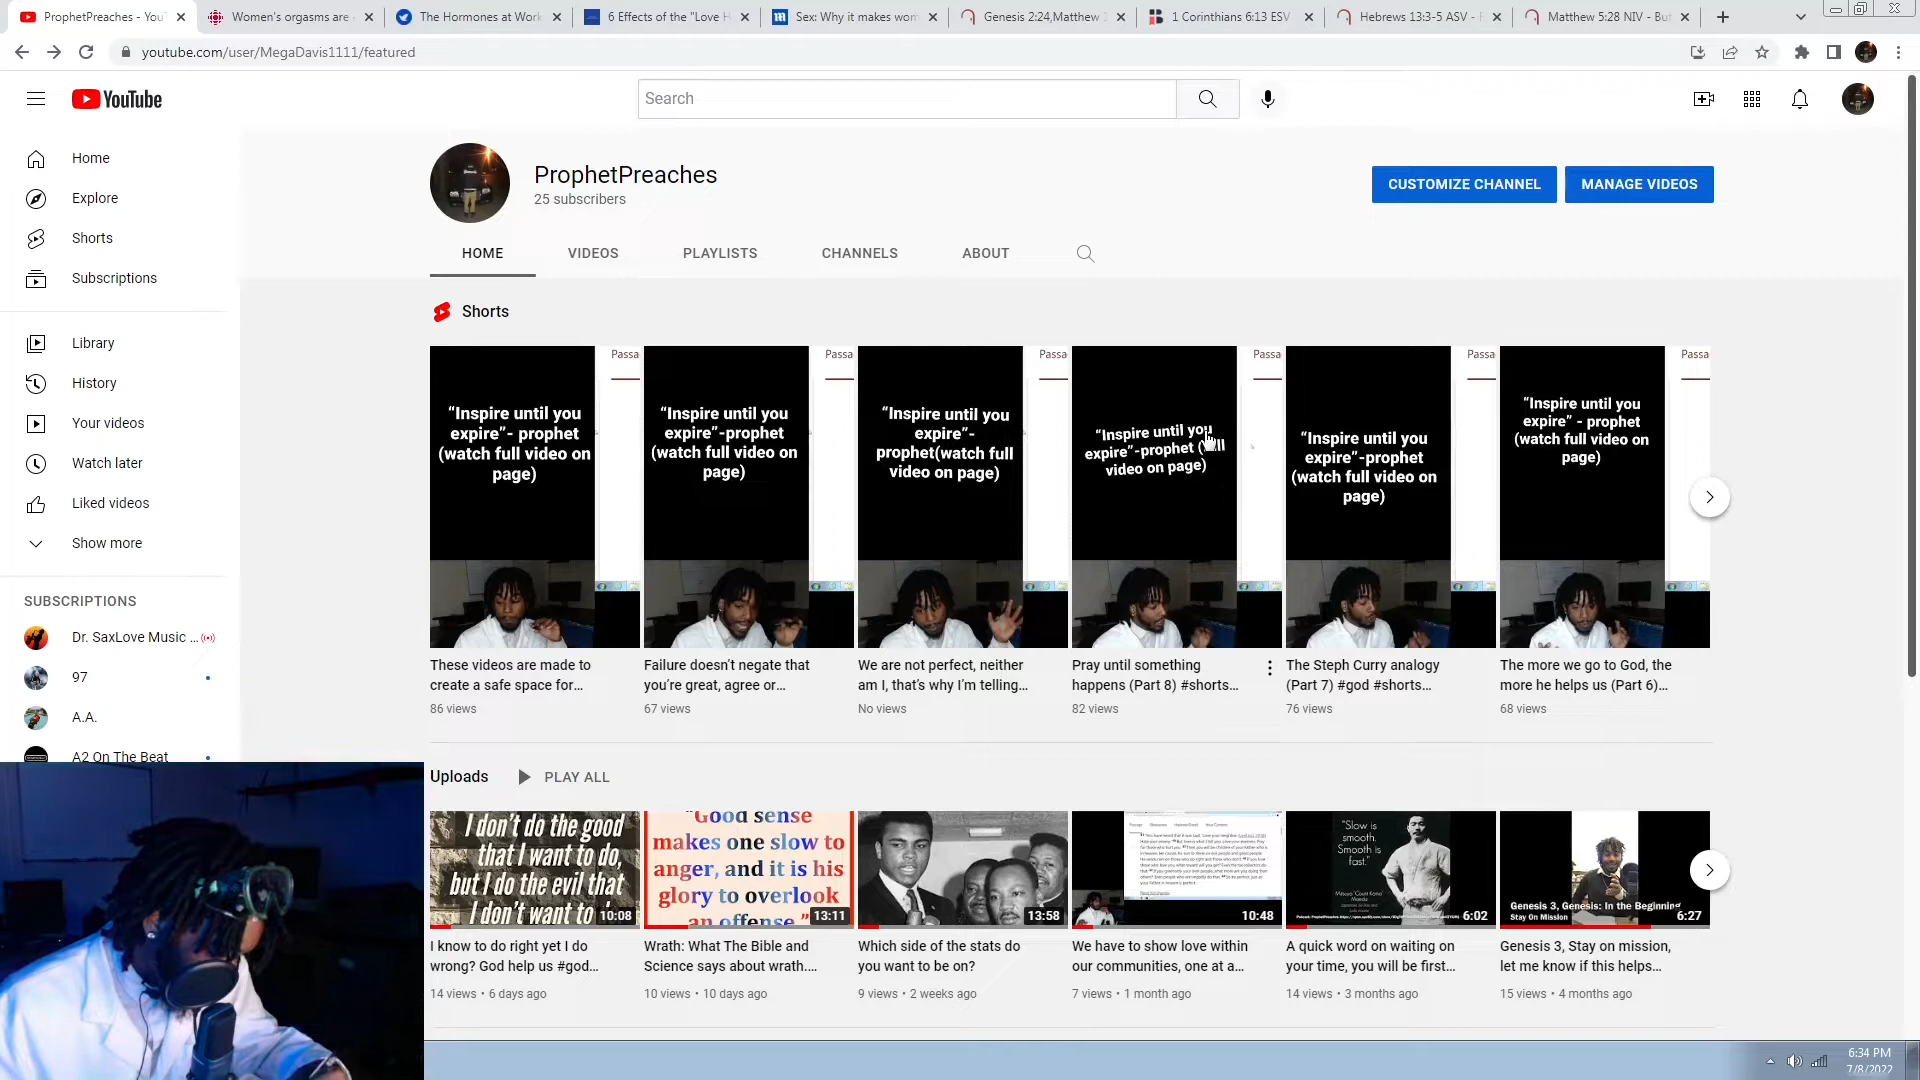 ProphetPreaches - You
Women's orgasms are
The Hormones at Work
6 Effects of the "Love H
Sex: Why it makes wom
Genesis 2:24,Matthew
1 Corinthians 6:13 ESV
Hebrews 13:3-5 ASV -
Matthew 5:28 NIV - But
youtube.com/user/MegaDavis1111/featured
YouTube
Search
Home
Explore
Shorts
Subscriptions
Library
History
Your videos
Watch later
Liked videos
Show more
SUBSCRIPTIONS
Dr. SaxLove Music ...
97
A.A.
A2 On The Beat
ProphetPreaches
25 subscribers
CUSTOMIZE CHANNEL
MANAGE VIDEOS
HOME
VIDEOS
PLAYLISTS
CHANNELS
ABOUT
Shorts
Passa
“Inspire until you
expire”- prophet
(watch full video on
page)
These videos are made to
create a safe space for...
86 views
Passa
“Inspire until you
expire”-prophet
(watch full video on
page)
Failure doesn’t negate that
you’re great, agree or...
67 views
Passa
“Inspire until you
expire”-
prophet(watch full
video on page)
We are not perfect, neither
am I, that’s why I’m telling...
No views
Passa
“Inspire until you
expire”-prophet (full
video on page)
Pray until something
happens (Part 8) #shorts...
82 views
Passa
“Inspire until you
expire”-prophet
(watch full video on
page)
The Steph Curry analogy
(Part 7) #god #shorts...
76 views
Passa
“Inspire until you
expire” - prophet
(watch full video on
page)
The more we go to God, the
more he helps us (Part 6)...
68 views
Uploads
PLAY ALL
I don't do the good
that I want to do,
but I do the evil that
I don't want to
10:08
I know to do right yet I do
wrong? God help us #god...
14 views • 6 days ago
"Good sense
makes one slow to
anger, and it is his
glory to overlook
an offense."
13:11
Wrath: What The Bible and
Science says about wrath....
10 views • 10 days ago
13:58
Which side of the stats do
you want to be on?
9 views • 2 weeks ago
10:48
We have to show love within
our communities, one at a...
7 views • 1 month ago
"Slow is
smooth,
Smooth is
fast."
6:02
A quick word on waiting on
your time, you will be first...
14 views • 3 months ago
Genesis 3, Genesis: In the Beginning,
Stay On Mission
6:27
Genesis 3, Stay on mission,
let me know if this helps...
15 views • 4 months ago
6:34 PM
7/8/2022